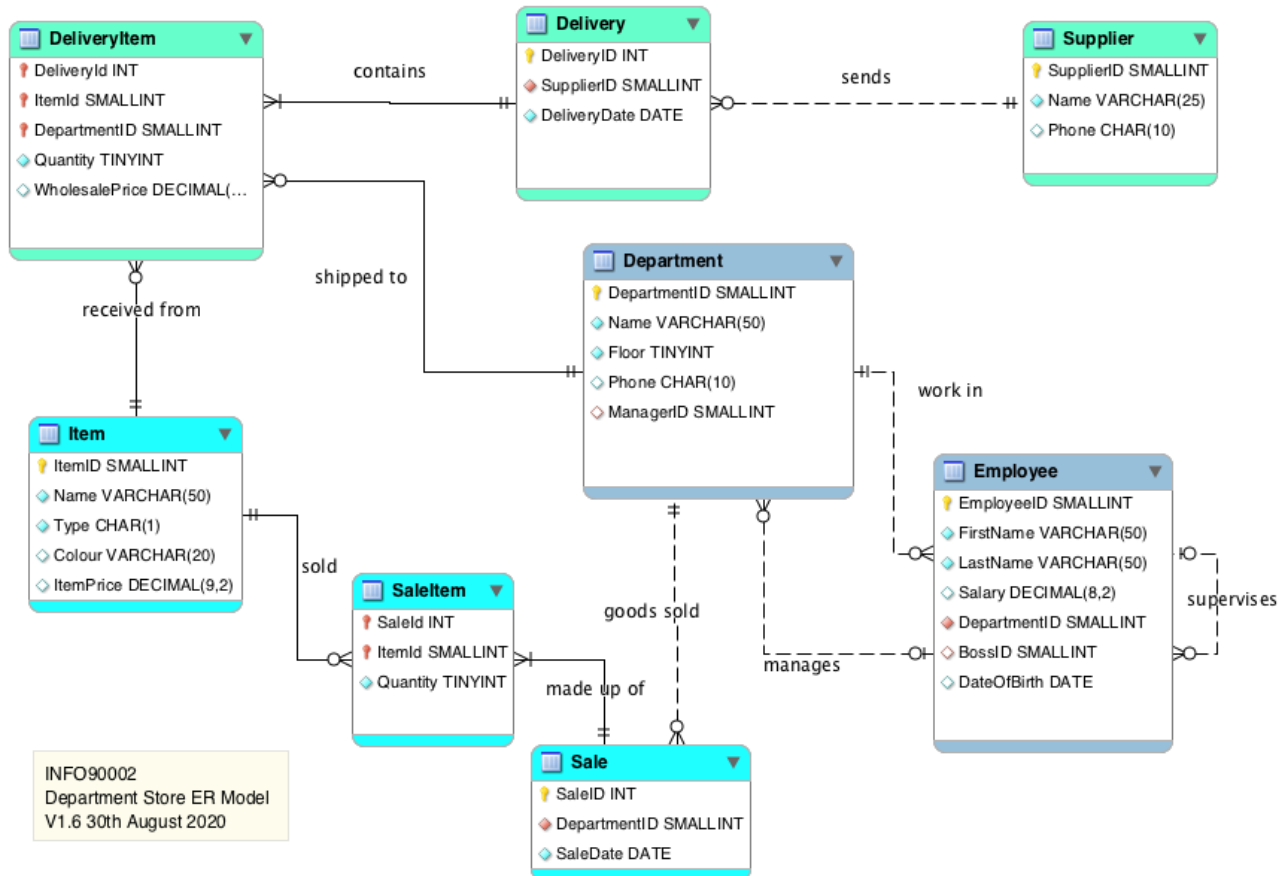 DeliveryItem
DeliveryId INT
ItemId SMALLINT
DepartmentID SMALLINT
Quantity TINYINT
WholesalePrice DECIMAL(...
contains
Delivery
DeliveryID INT
SupplierID SMALLINT
DeliveryDate DATE
sends
Supplier
SupplierID SMALLINT
Name VARCHAR(25)
Phone CHAR(10)
received from
shipped to
Department
DepartmentID SMALLINT
Name VARCHAR(50)
Floor TINYINT
Phone CHAR(10)
ManagerID SMALLINT
work in
Item
ItemID SMALLINT
Name VARCHAR(50)
Type CHAR(1)
Colour VARCHAR(20)
ItemPrice DECIMAL(9,2)
sold
SaleItem
SaleId INT
ItemId SMALLINT
Quantity TINYINT
made up of
goods sold
manages
Employee
EmployeeID SMALLINT
FirstName VARCHAR(50)
LastName VARCHAR(50)
Salary DECIMAL(8,2)
DepartmentID SMALLINT
BossID SMALLINT
DateOfBirth DATE
supervises
Sale
SaleID INT
DepartmentID SMALLINT
SaleDate DATE
INFO90002
Department Store ER Model
V1.6 30th August 2020